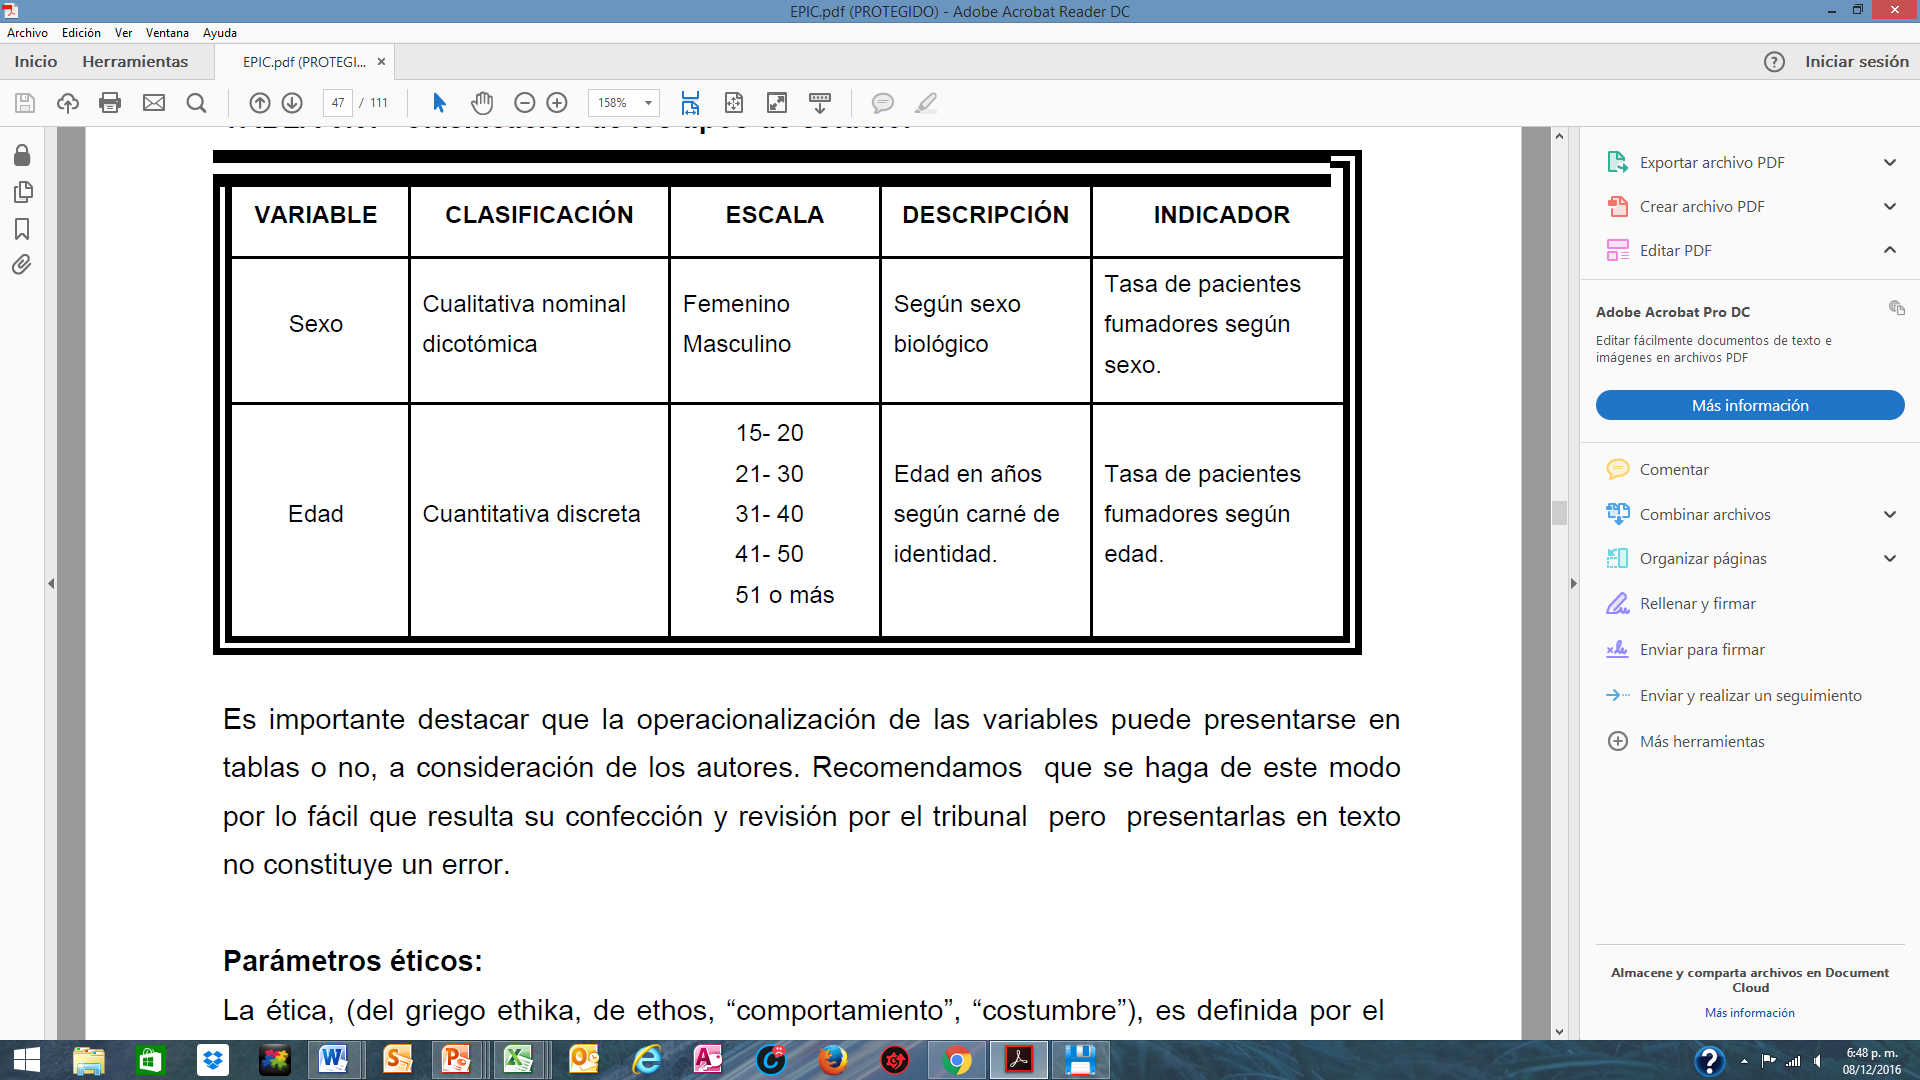 EPIC.pdf (PROTEGIDO) - Adobe Acrobat Reader DC
Archivo Edición Ver Ventana Ayuda
Inicio Herramientas EPIC.pdf (PROTEGI... × ? Iniciar sesión
47 / 111 158%
VARIABLE CLASIFICACIÓN ESCALA DESCRIPCIÓN INDICADOR
Sexo
Cualitativa nominal
dicotómica
Femenino
Masculino
Según sexo
biológico
Tasa de pacientes
fumadores según
sexo.
Edad
Cuantitativa discreta
15- 20
21- 30
31- 40
41- 50
51 o más
Edad en años
según carné de
identidad.
Tasa de pacientes
fumadores según
edad.
Es importante destacar que la operacionalización de las variables puede presentarse en
tablas o no, a consideración de los autores. Recomendamos que se haga de este modo
por lo fácil que resulta su confección y revisión por el tribunal pero presentarlas en texto
no constituye un error.
Parámetros éticos:
La ética, (del griego ethika, de ethos, “comportamiento”, “costumbre”), es definida por el
Exportar archivo PDF
Crear archivo PDF
Editar PDF
Adobe Acrobat Pro DC
Editar fácilmente documentos de texto e
imágenes en archivos PDF
Más información
Comentar
Combinar archivos
Organizar páginas
Rellenar y firmar
Enviar para firmar
Enviar y realizar un seguimiento
Más herramientas
Almacene y comparta archivos en Document
Cloud
Más información
6:48 p. m.
08/12/2016